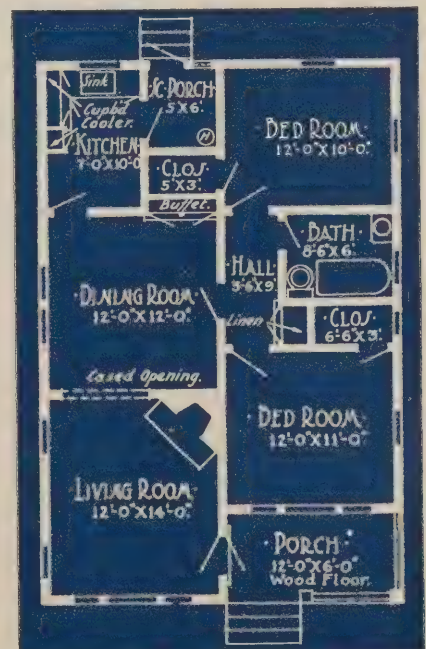 Sink
Cupb'd
Cooler.
KITCHEN
7'-0"X10'-0"
SC. PORCH
5'X6'
BED ROOM
12'-0"X10'-0"
CLOS.
5'X3'
Buffet.
BATH
8'-6"X6'
HALL
3'-6"X9'
DINING ROOM
12'-0"X12'-0"
Linen
CLOS
6'-6"X3'
Cased Opening.
BED ROOM
12'-0"X11'-0"
LIVING ROOM
12'-0"X14'-0"
PORCH
12'-0"X6'-0"
Wood Floor.